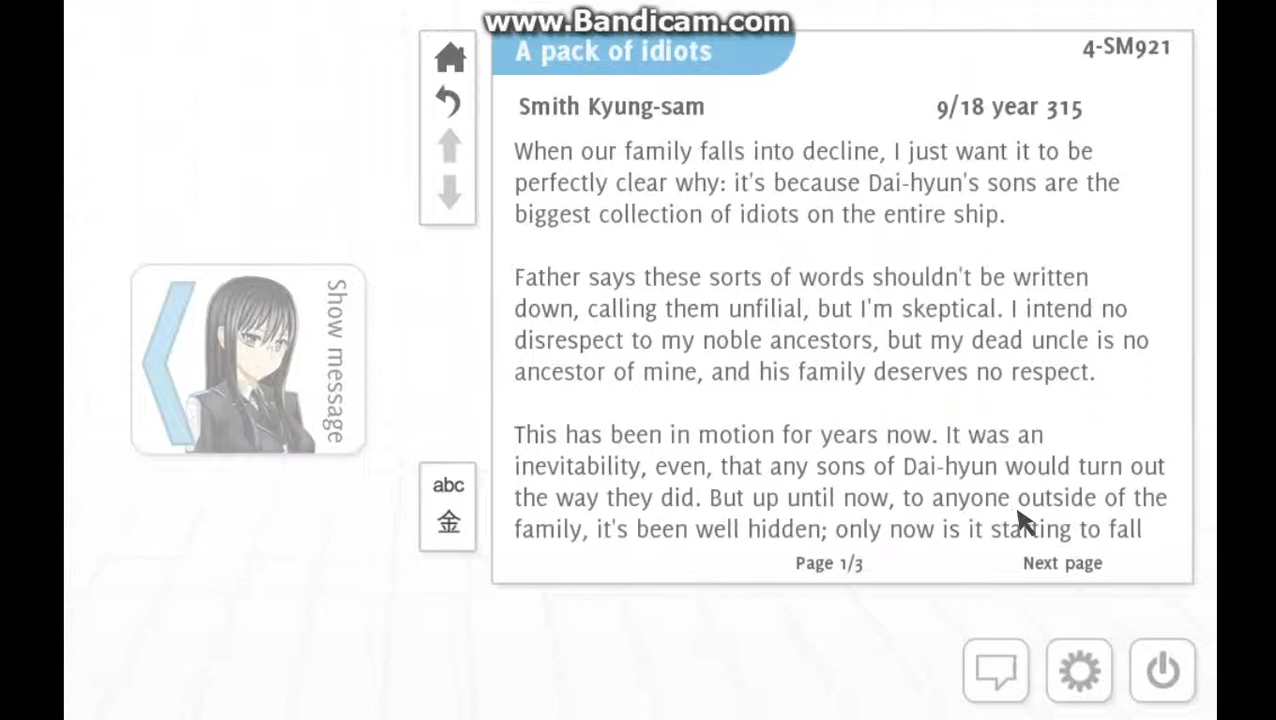 www.Bandicam.com
A pack of idiots
4-SM921
Smith Kyung-sam
9/18 year 315
When our family falls into decline, I just want it to be
perfectly clear why: it's because Dai-hyun's sons are the
biggest collection of idiots on the entire ship.
Father says these sorts of words shouldn't be written
down, calling them unfilial, but I'm skeptical. I intend no
disrespect to my noble ancestors, but my dead uncle is no
ancestor of mine, and his family deserves no respect.
This has been in motion for years now. It was an
inevitability, even, that any sons of Dai-hyun would turn out
the way they did. But up until now, to anyone outside of the
family, it's been well hidden; only now is it starting to fall
Page 1/3
Next page
Show message
abc
金